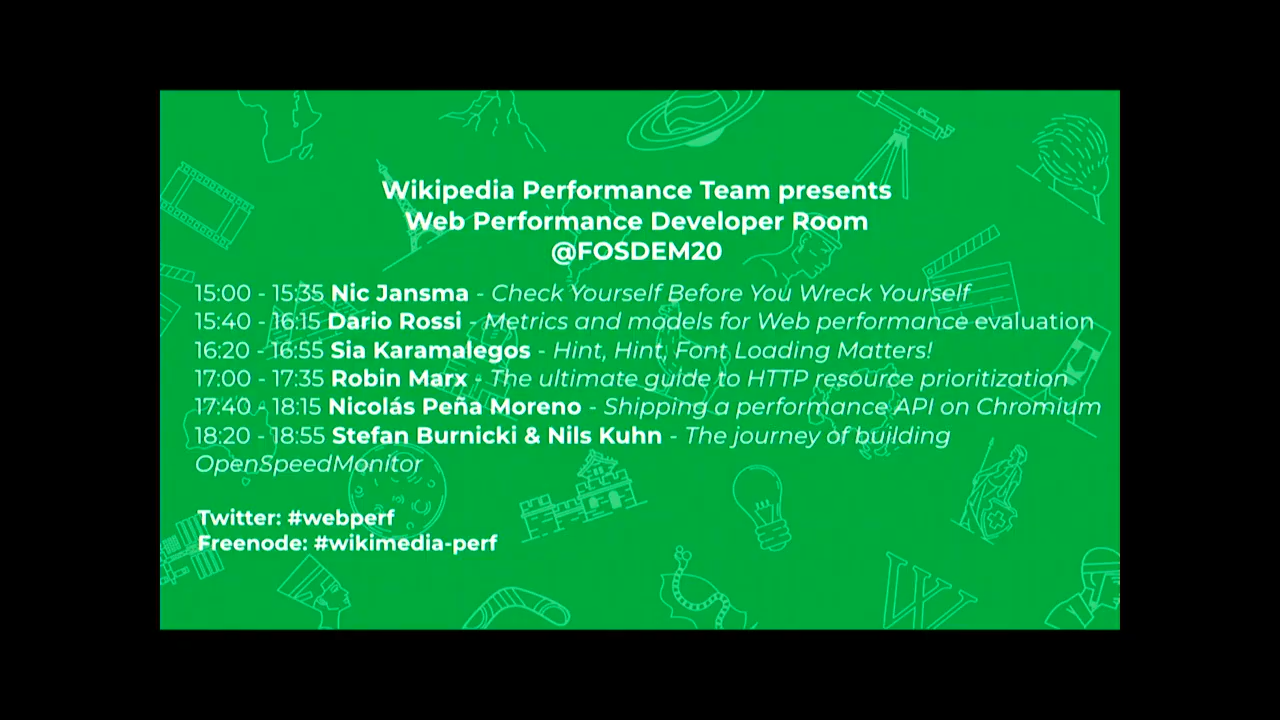 Wikipedia Performance Team presents
Web Performance Developer Room
@FOSDEM20
15:00 - 15:35 Nic Jansma - Check Yourself Before You Wreck Yourself
15:40 - 16:15 Dario Rossi - Metrics and models for Web performance evaluation
16:20 - 16:55 Sia Karamalegos - Hint, Hint, Font Loading Matters!
17:00 - 17:35 Robin Marx - The ultimate guide to HTTP resource prioritization
17:40 - 18:15 Nicolás Peña Moreno - Shipping a performance API on Chromium
18:20 - 18:55 Stefan Burnicki & Nils Kuhn - The journey of building
OpenSpeedMonitor
Twitter: #webperf
Freenode: #wikimedia-perf